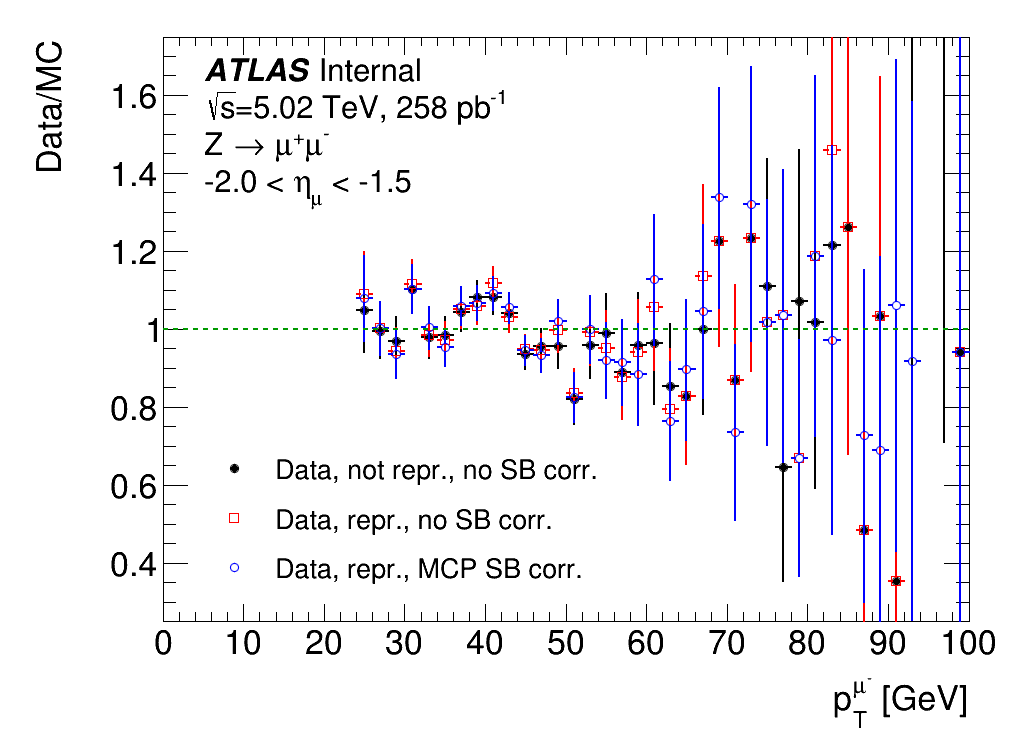 Data/MC
ATLAS Internal
√s=5.02 TeV, 258 pb⁻¹
Z → μ⁺μ⁻
-2.0 < η_μ < -1.5
1.6
1.4
1.2
1
0.8
0.6
0.4
Data, not repr., no SB corr.
Data, repr., no SB corr.
Data, repr., MCP SB corr.
0 10 20 30 40 50 60 70 80 90 100
p_T^μ⁻ [GeV]